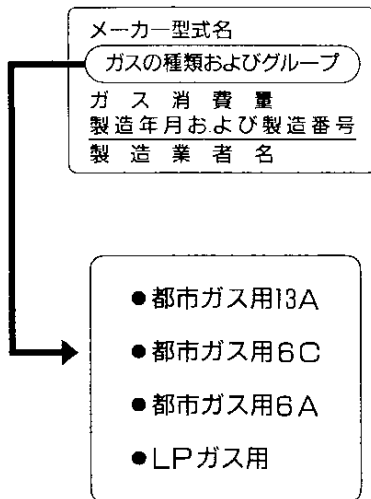 メーカー型式名
ガスの種類およびグループ
ガス消費量
製造年月および製造番号
製造業者名
●都市ガス用13A
●都市ガス用6C
●都市ガス用6A
●LPガス用